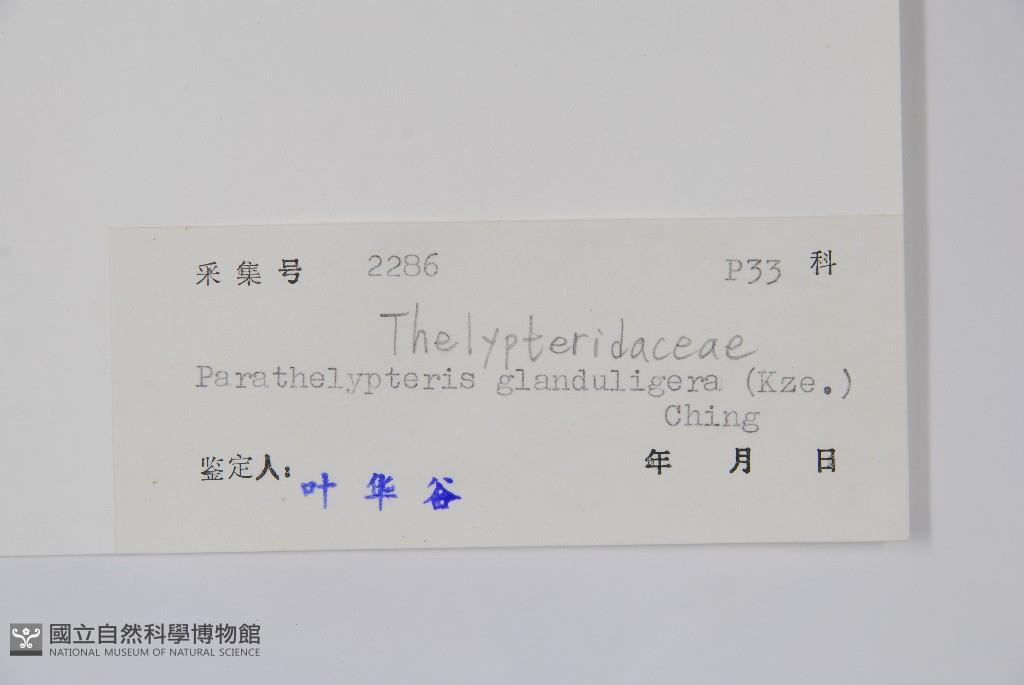 采集号 2286 P33 科
Thelypteridaceae
Parathelypteris glanduligera (Kze.)
Ching
鉴定人: 叶华谷 年 月 日
國立自然科學博物館
NATIONAL MUSEUM OF NATURAL SCIENCE